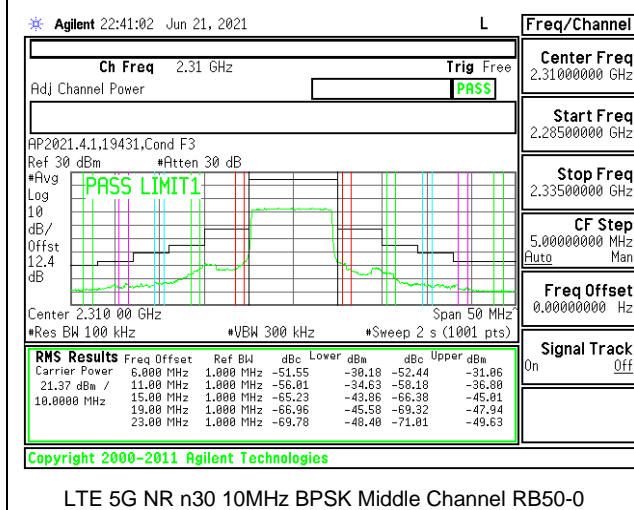 Agilent 22:41:02 Jun 21, 2021 L
Freq/Channel
Ch Freq 2.31 GHz Trig Free
Adj Channel Power PASS
AP2021.4.1,19431,Cond F3
Ref 30 dBm #Atten 30 dB
#Avg
Log
10
dB/
Offst
12.4
dB
PASS LIMIT1
Center 2.310 00 GHz Span 50 MHz
#Res BW 100 kHz #VBW 300 kHz #Sweep 2 s (1001 pts)
RMS Results Freq Offset Ref BW dBc Lower dBm dBc Upper dBm
Carrier Power 6.000 MHz 1.000 MHz -51.55 -30.18 -52.44 -31.06
21.37 dBm / 11.00 MHz 1.000 MHz -56.01 -34.63 -58.18 -36.80
10.0000 MHz 15.00 MHz 1.000 MHz -65.23 -43.86 -66.38 -45.01
19.00 MHz 1.000 MHz -66.96 -45.58 -69.32 -47.94
23.00 MHz 1.000 MHz -69.78 -48.40 -71.01 -49.63
Copyright 2000-2011 Agilent Technologies
Center Freq
2.31000000 GHz
Start Freq
2.28500000 GHz
Stop Freq
2.33500000 GHz
CF Step
5.00000000 MHz
Auto Man
Freq Offset
0.00000000 Hz
Signal Track
On Off
LTE 5G NR n30 10MHz BPSK Middle Channel RB50-0